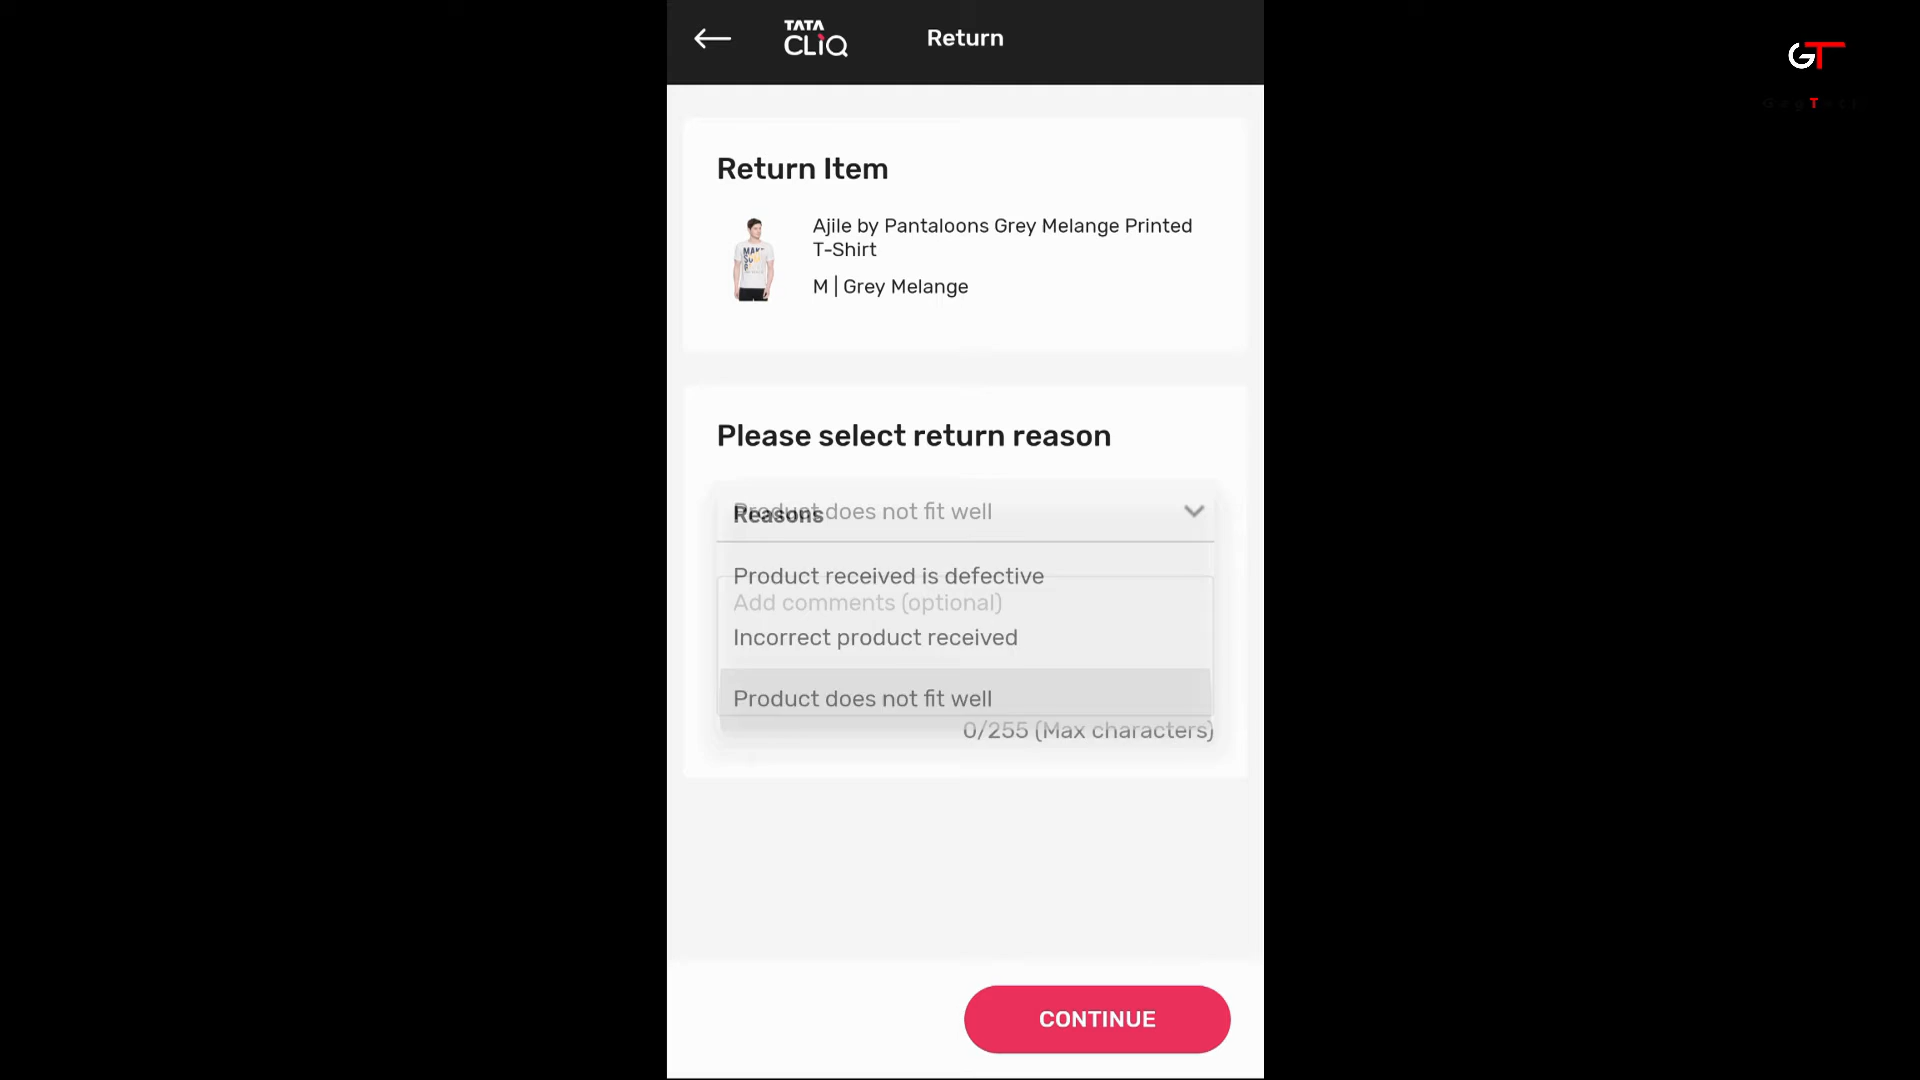 TATA
CLiQ
Return
GT
Return Item
Ajile by Pantaloons Grey Melange Printed
T-Shirt
M | Grey Melange
Please select return reason
Product does not fit well
Reasons
Product received is defective
Add comments (optional)
Incorrect product received
Product does not fit well
0/255 (Max characters)
CONTINUE